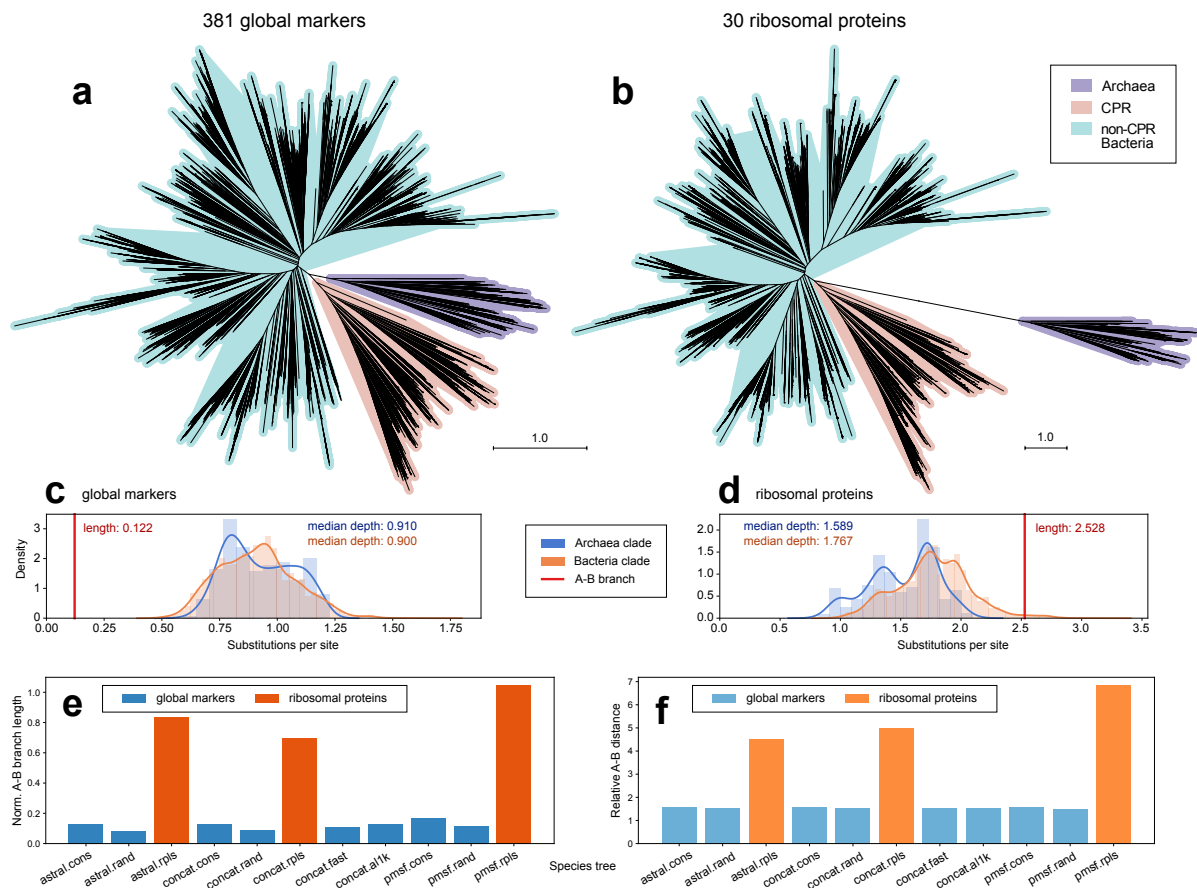 381 global markers
30 ribosomal proteins
a
b
Archaea
CPR
non-CPR
Bacteria
1.0
1.0
c global markers
length: 0.122
median depth: 0.910
median depth: 0.900
Density
3
2
1
0
0.00 0.25 0.50 0.75 1.00 1.25 1.50 1.75
Substitutions per site
Archaea clade
Bacteria clade
A-B branch
d ribosomal proteins
median depth: 1.589
median depth: 1.767
length: 2.528
2.0
1.5
1.0
0.5
0.0
0.0 0.5 1.0 1.5 2.0 2.5 3.0 3.5
Substitutions per site
e
global markers ribosomal proteins
Norm. A-B branch length
1.0
0.8
0.6
0.4
0.2
0.0
astral.cons astral.rand astral.rpls concat.cons concat.rand concat.rpls concat.fast concat.al1k pmsf.cons pmsf.rand pmsf.rpls
Species tree
f
global markers ribosomal proteins
Relative A-B distance
7
6
5
4
3
2
1
0
astral.cons astral.rand astral.rpls concat.cons concat.rand concat.rpls concat.fast concat.al1k pmsf.cons pmsf.rand pmsf.rpls